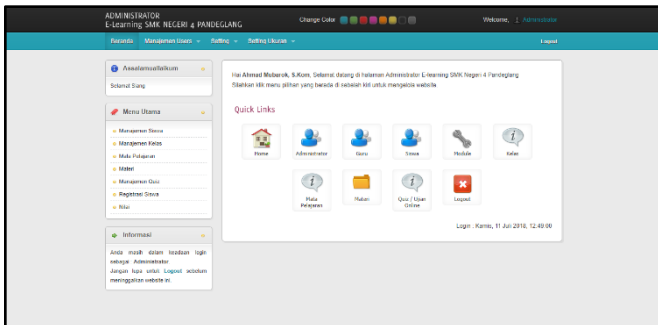 ADMINISTRATOR
E-Learning SMK NEGERI 4 PANDEGLANG
Change Color
Welcome, Administrator
Beranda Manajemen Users Setting Setting Ukuran Logout
Assalamuallaikum
Selamat Siang
Menu Utama
Manajemen Siswa
Manajemen Kelas
Mata Pelajaran
Materi
Manajemen Quiz
Registrasi Siswa
Nilai
Informasi
Anda masih dalam keadaan login
sebagai Administrator
Jangan lupa untuk Logout sebelum
meninggalkan website ini.
Hai Ahmad Mubarok, S.Kom, Selamat datang di halaman Administrator E-learning SMK Negeri 4 Pandeglang
Silahkan klik menu pilihan yang berada di sebelah kiri untuk mengelola website
Quick Links
Home Administrator Guru Siswa Module Kelas
Mata
Pelajaran
Materi
Quiz / Ujian
Online
Logout
Login : Kamis, 11 Juli 2018, 12:49:00